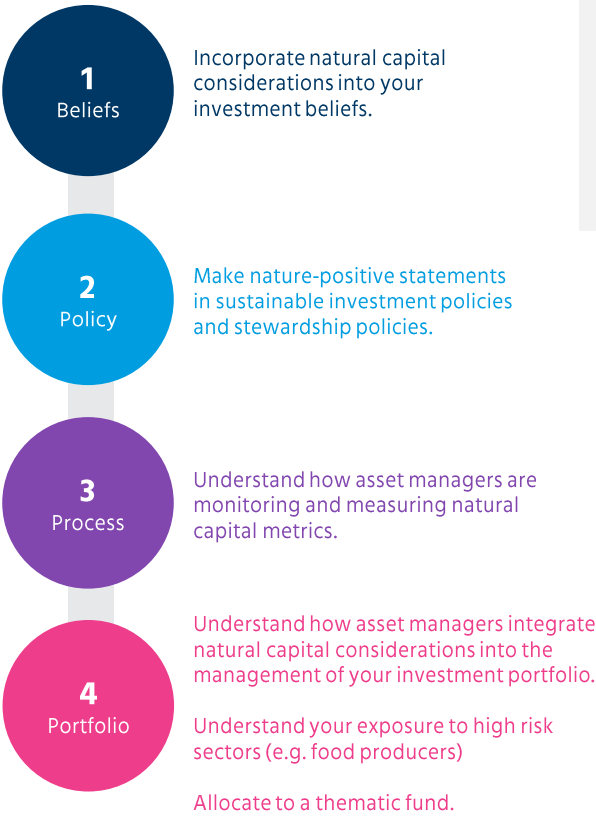 1
Beliefs
Incorporate natural capital
considerations into your
investment beliefs.
2
Policy
Make nature-positive statements
in sustainable investment policies
and stewardship policies.
3
Process
Understand how asset managers are
monitoring and measuring natural
capital metrics.
4
Portfolio
Understand how asset managers integrate
natural capital considerations into the
management of your investment portfolio.
Understand your exposure to high risk
sectors (e.g. food producers)
Allocate to a thematic fund.